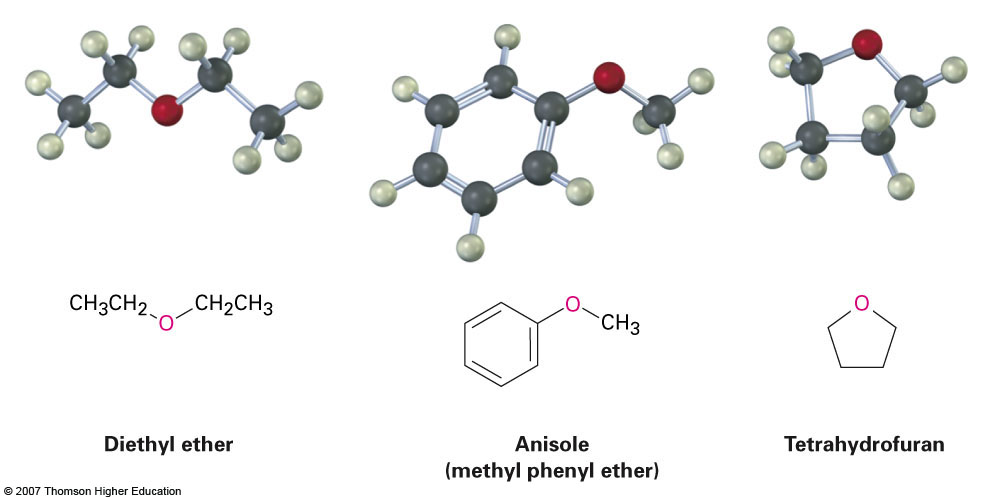 CH3CH2 O CH2CH3
O CH3
O
Diethyl ether
Anisole
(methyl phenyl ether)
Tetrahydrofuran
© 2007 Thomson Higher Education